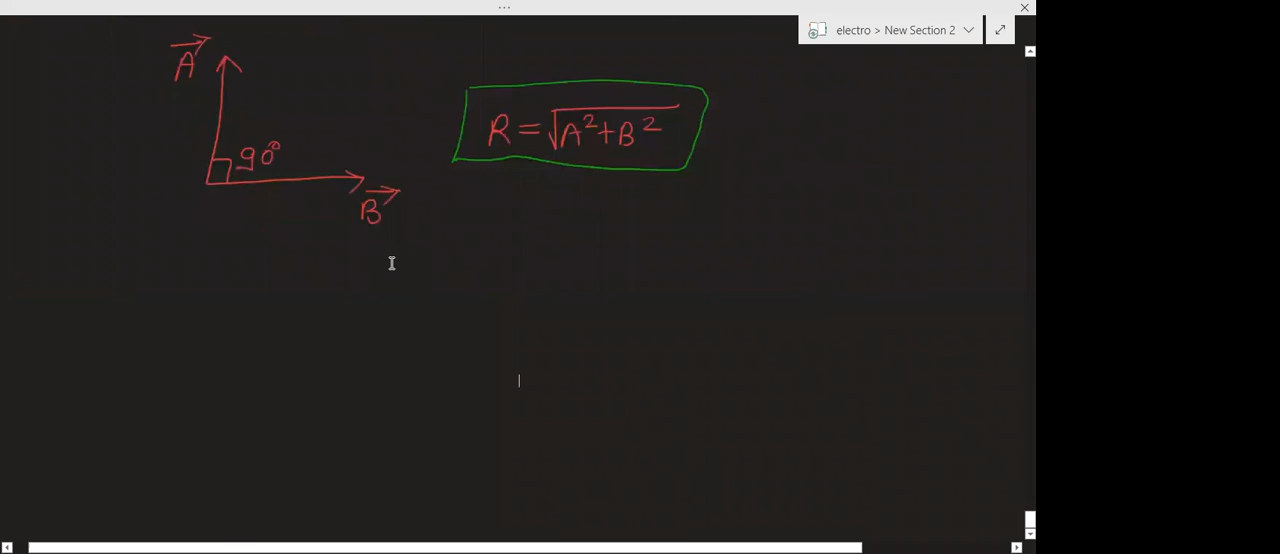 electro > New Section 2
A⃗
R = √A²+B²
90°
B⃗